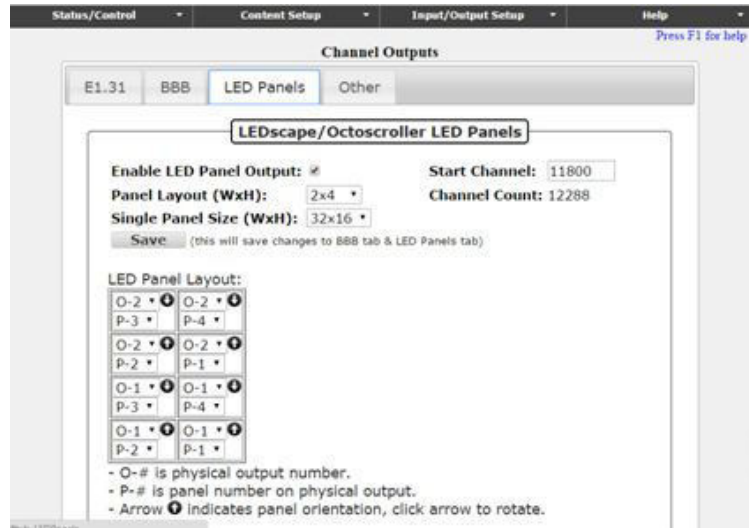 Status/Control Content Setup Input/Output Setup Help
Press F1 for help
Channel Outputs
E1.31 BBB LED Panels Other
LEDscape/Octoscroller LED Panels
Enable LED Panel Output: Start Channel: 11800
Panel Layout (WxH): 2x4 Channel Count: 12288
Single Panel Size (WxH): 32x16
Save (this will save changes to BBB tab & LED Panels tab)
LED Panel Layout:
O-2 O-2
P-3 P-4
O-2 O-2
P-2 P-1
O-1 O-1
P-3 P-4
O-1 O-1
P-2 P-1
- O-# is physical output number.
- P-# is panel number on physical output.
- Arrow indicates panel orientation, click arrow to rotate.